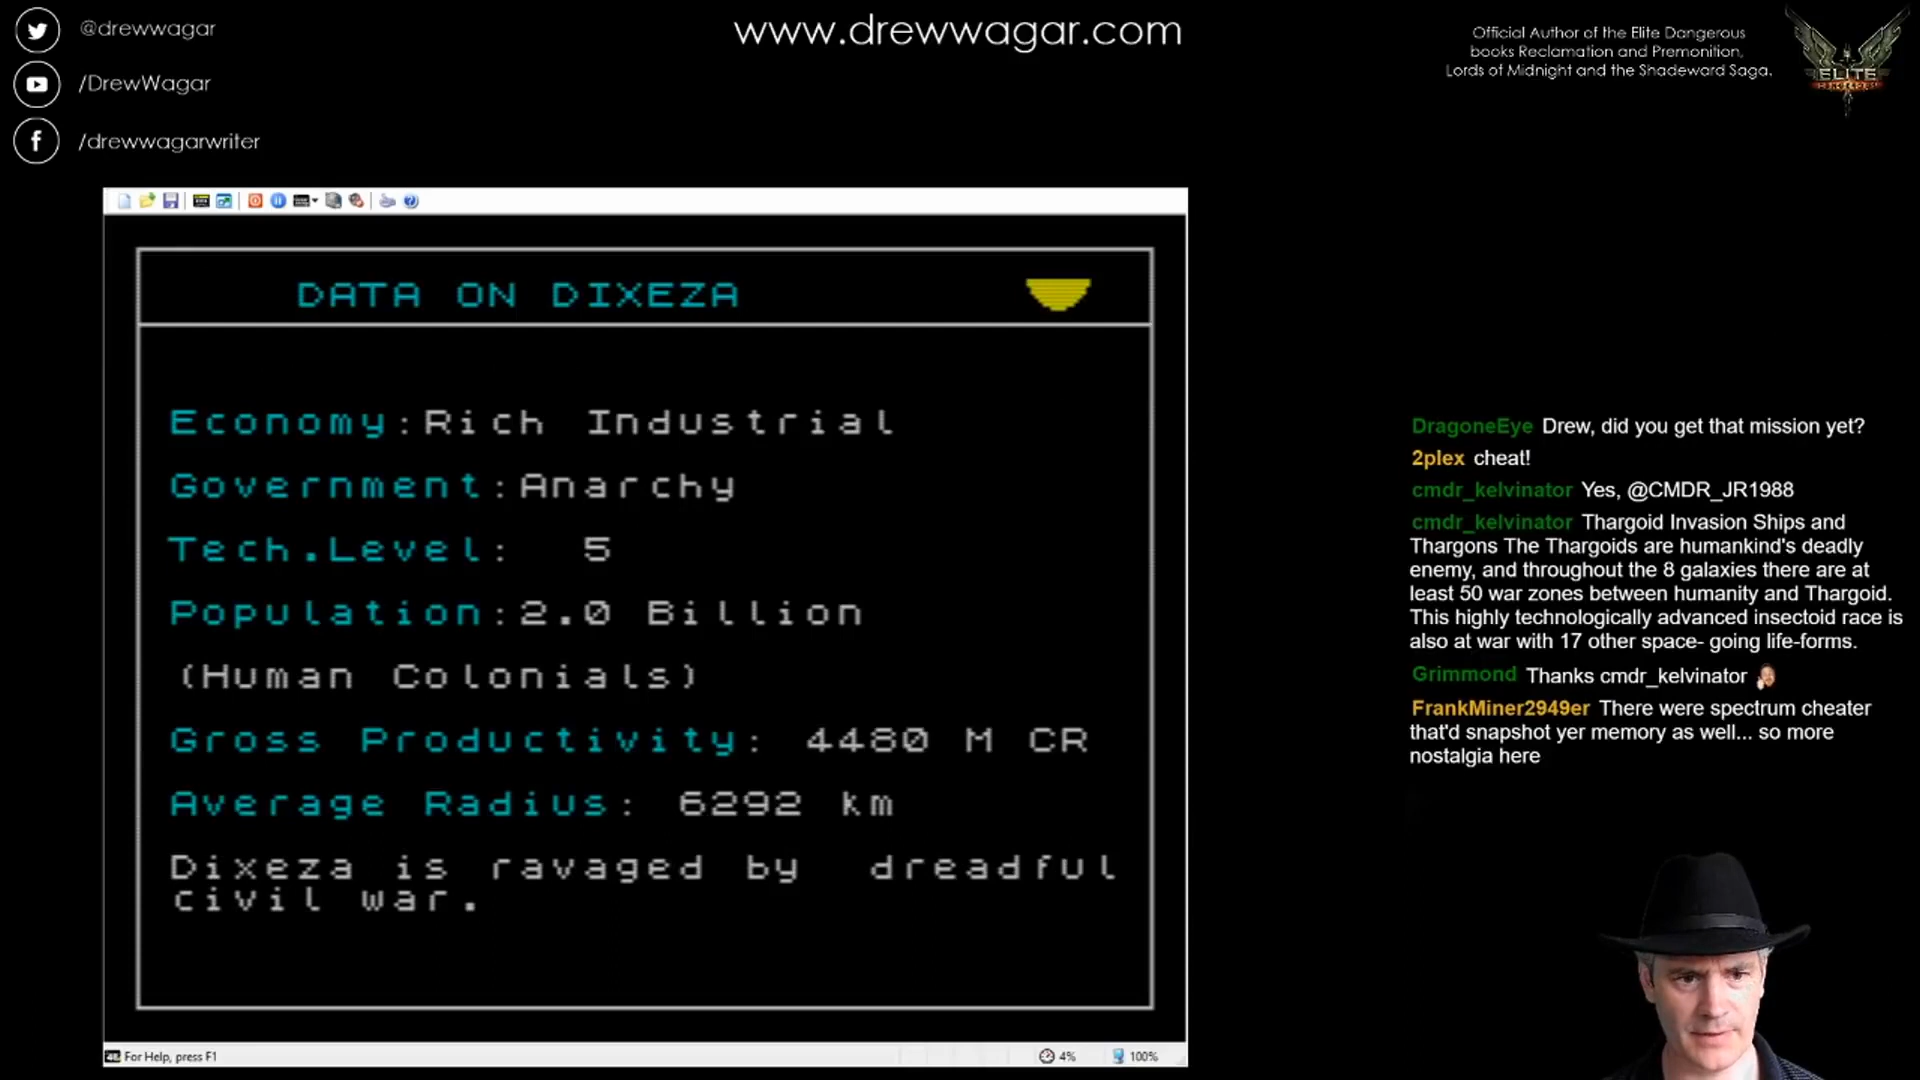 @drewwagar
/DrewWagar
/drewwagarwriter
www.drewwagar.com
Official Author of the Elite Dangerous
books Reclamation and Premonition,
Lords of Midnight and the Shadeward Saga.
ELITE
DANGEROUS
DATA ON DIXEZA
Economy:Rich Industrial
Government:Anarchy
Tech.Level: 5
Population:2.0 Billion
(Human Colonials)
Gross Productivity: 4480 M CR
Average Radius: 6292 km
Dixeza is ravaged by dreadful
civil war.
For Help, press F1
4%
100%
DragoneEye Drew, did you get that mission yet?
2plex cheat!
cmdr_kelvinator Yes, @CMDR_JR1988
cmdr_kelvinator Thargoid Invasion Ships and
Thargons The Thargoids are humankind's deadly
enemy, and throughout the 8 galaxies there are at
least 50 war zones between humanity and Thargoid.
This highly technologically advanced insectoid race is
also at war with 17 other space- going life-forms.
Grimmond Thanks cmdr_kelvinator
FrankMiner2949er There were spectrum cheater
that'd snapshot yer memory as well... so more
nostalgia here